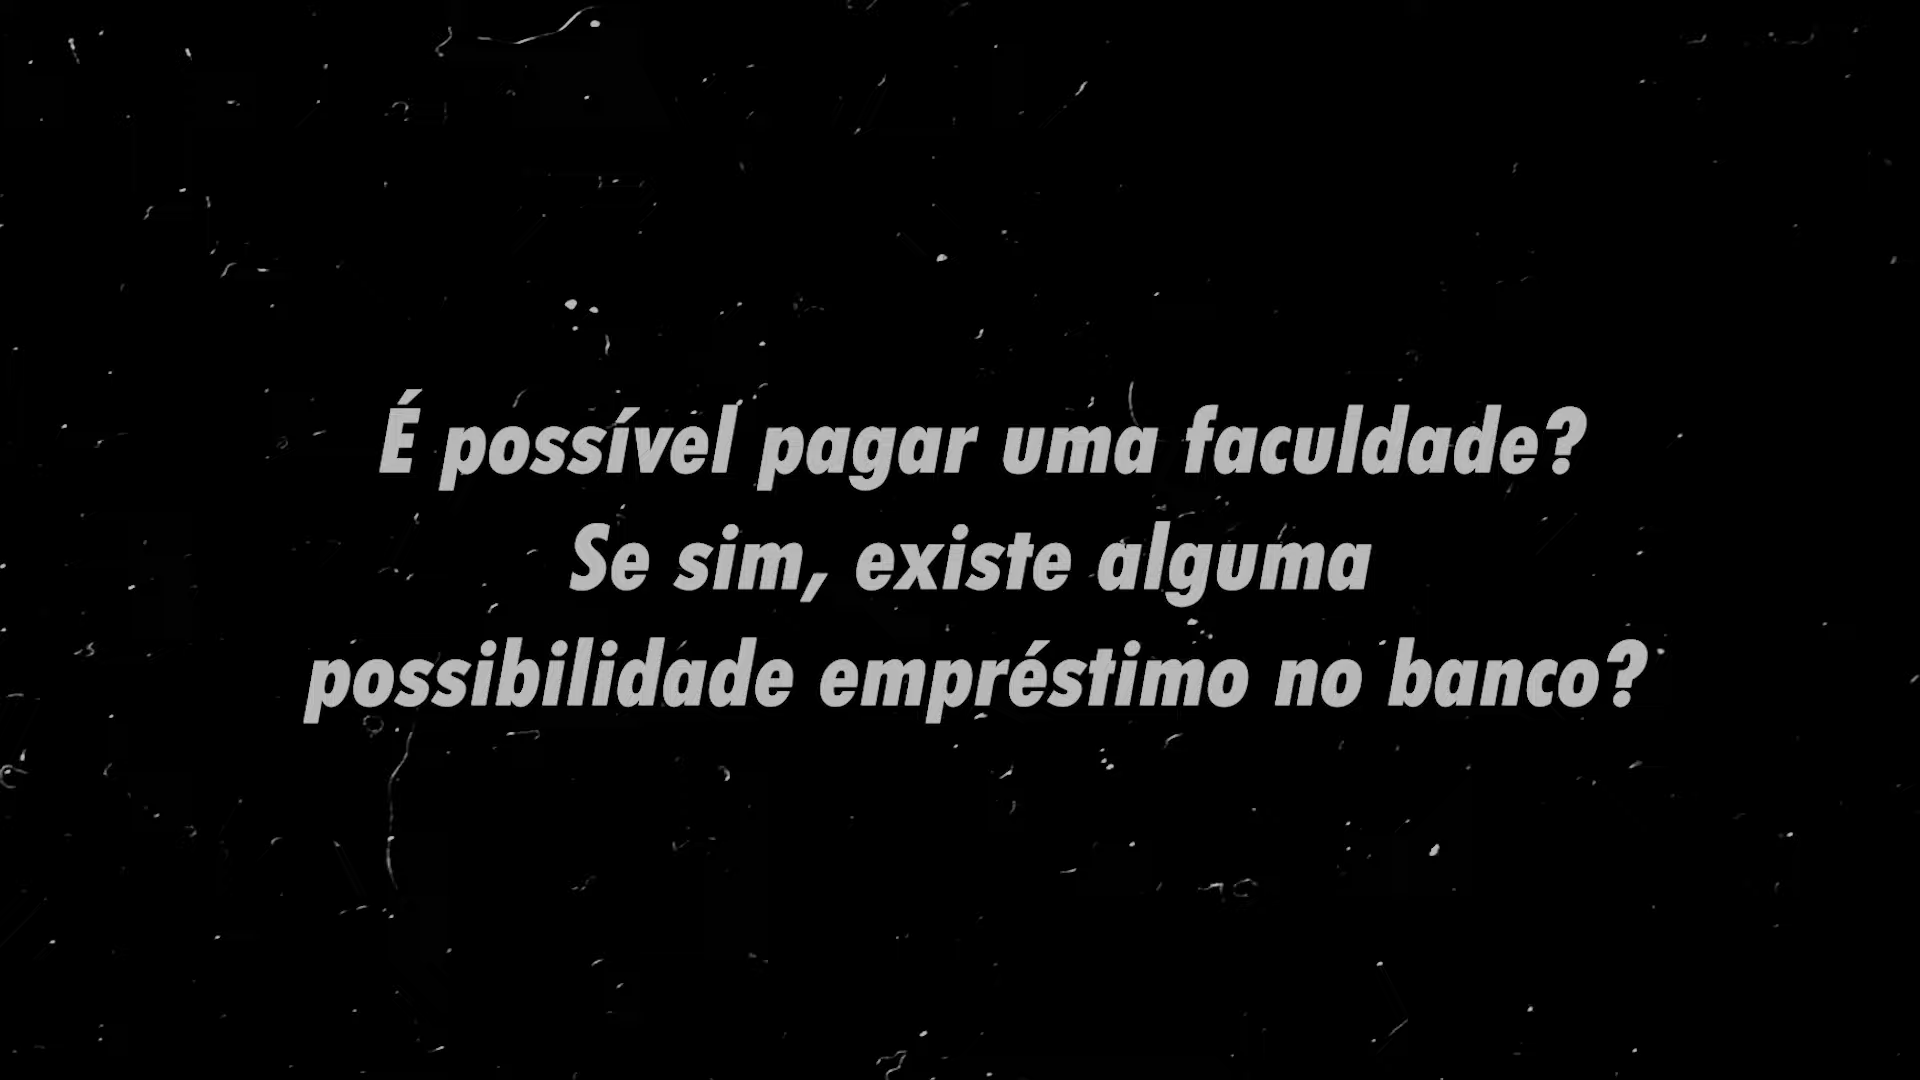 É possível pagar uma faculdade?
Se sim, existe alguma
possibilidade empréstimo no banco?